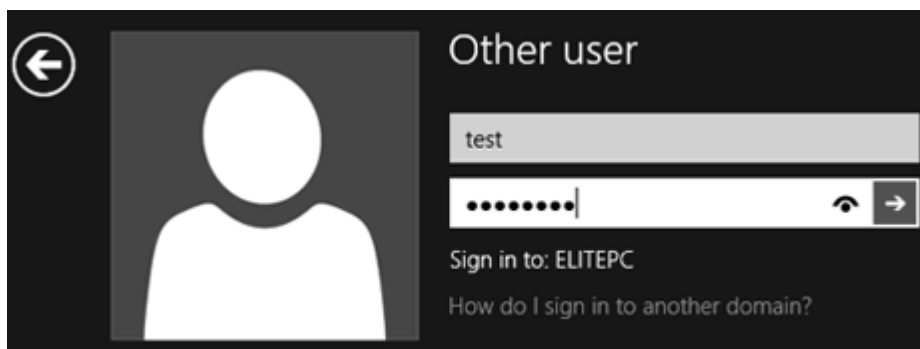 Other user
test
••••••••
Sign in to: ELITEPC
How do I sign in to another domain?